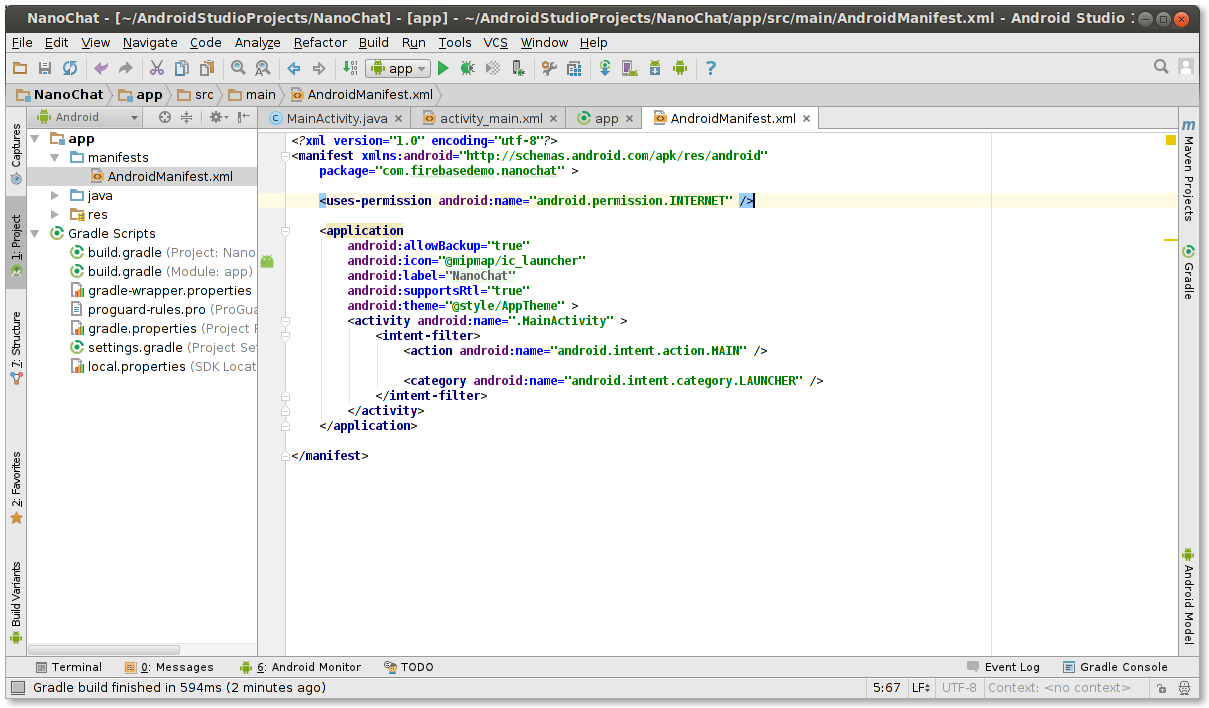 NanoChat - [~/AndroidStudioProjects/NanoChat] - [app] - ~/AndroidStudioProjects/NanoChat/app/src/main/AndroidManifest.xml - Android Studio
File Edit View Navigate Code Analyze Refactor Build Run Tools VCS Window Help
app
NanoChat app src main AndroidManifest.xml
Android
MainActivity.java activity_main.xml app AndroidManifest.xml
Captures
1: Project
7: Structure
2: Favorites
Build Variants
app
manifests
AndroidManifest.xml
java
res
Gradle Scripts
build.gradle (Project: Nano
build.gradle (Module: app)
gradle-wrapper.properties
proguard-rules.pro (ProGua
gradle.properties (Project
settings.gradle (Project Se
local.properties (SDK Locat
<?xml version="1.0" encoding="utf-8"?>
<manifest xmlns:android="http://schemas.android.com/apk/res/android"
package="com.firebasedemo.nanochat" >
<uses-permission android:name="android.permission.INTERNET" />
<application
android:allowBackup="true"
android:icon="@mipmap/ic_launcher"
android:label="NanoChat"
android:supportsRtl="true"
android:theme="@style/AppTheme" >
<activity android:name=".MainActivity" >
<intent-filter>
<action android:name="android.intent.action.MAIN" />
<category android:name="android.intent.category.LAUNCHER" />
</intent-filter>
</activity>
</application>
</manifest>
m Maven Projects
Gradle
Android Model
Terminal 0: Messages 6: Android Monitor TODO Event Log Gradle Console
Gradle build finished in 594ms (2 minutes ago) 5:67 LF UTF-8 Context: <no context>